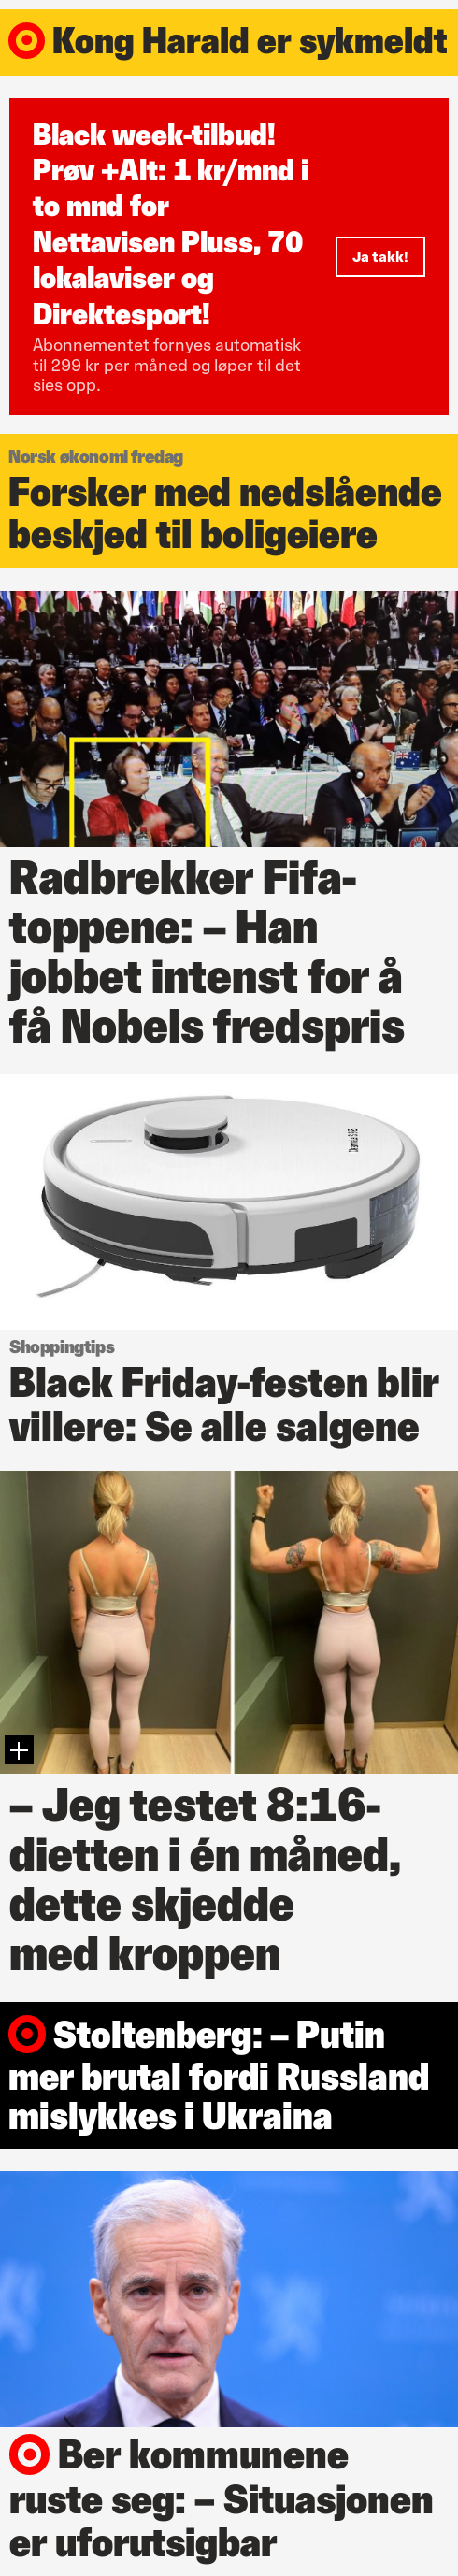 Kong Harald er sykmeldt
Black week-tilbud!
Prøv +Alt: 1 kr/mnd i
to mnd for
Nettavisen Pluss, 70
lokalaviser og
Direktesport!
Abonnementet fornyes automatisk
til 299 kr per måned og løper til det
sies opp.
Ja takk!
Norsk økonomi fredag
Forsker med nedslående
beskjed til boligeiere
Radbrekker Fifa-
toppene: – Han
jobbet intenst for å
få Nobels fredspris
Shoppingtips
Black Friday-festen blir
villere: Se alle salgene
– Jeg testet 8:16-
dietten i én måned,
dette skjedde
med kroppen
Stoltenberg: – Putin
mer brutal fordi Russland
mislykkes i Ukraina
Ber kommunene
ruste seg: – Situasjonen
er uforutsigbar